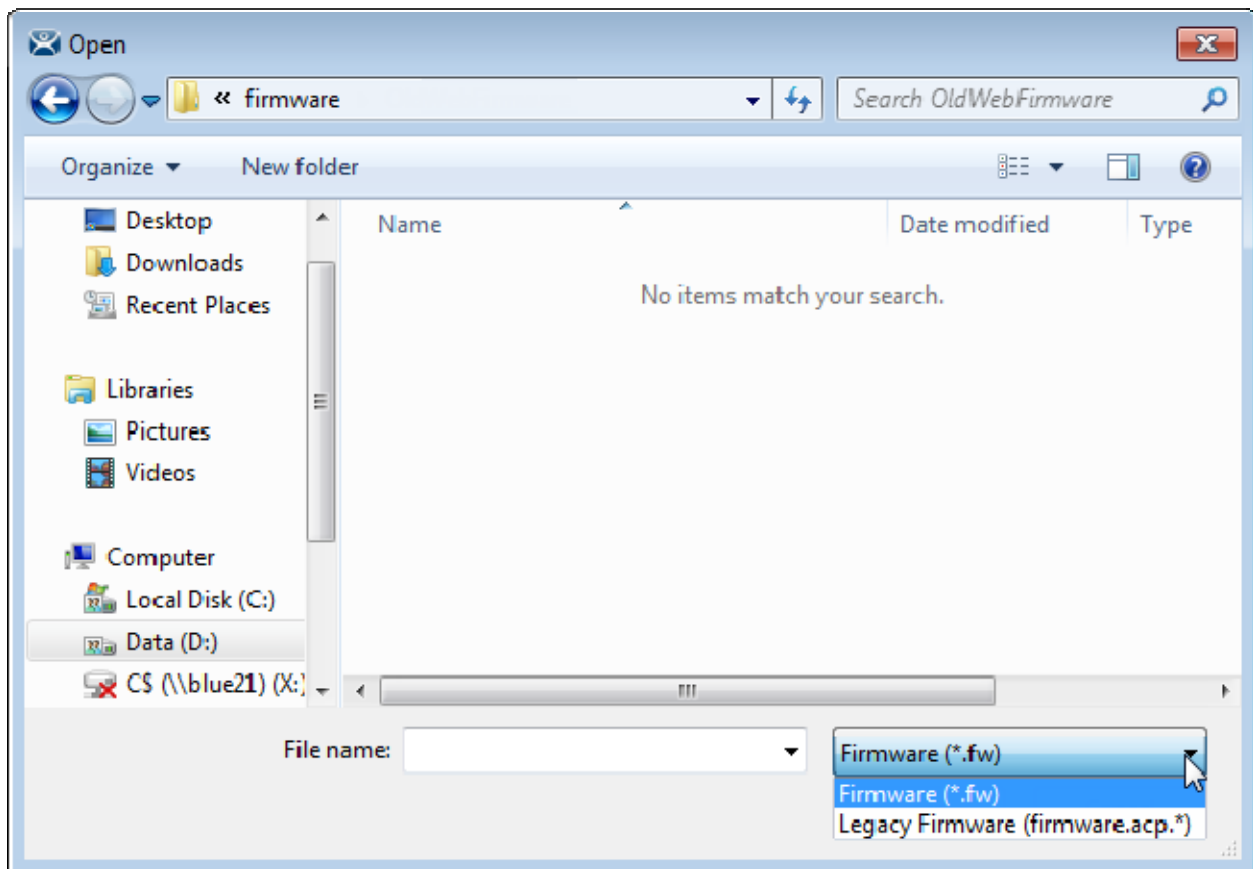 Open
« firmware
Search OldWebFirmware
Organize
New folder
Desktop
Downloads
Recent Places
Libraries
Pictures
Videos
Computer
Local Disk (C:)
Data (D:)
C$ (\\blue21) (X:)
Name
Date modified
Type
No items match your search.
File name:
Firmware (*.fw)
Firmware (*.fw)
Legacy Firmware (firmware.acp.*)